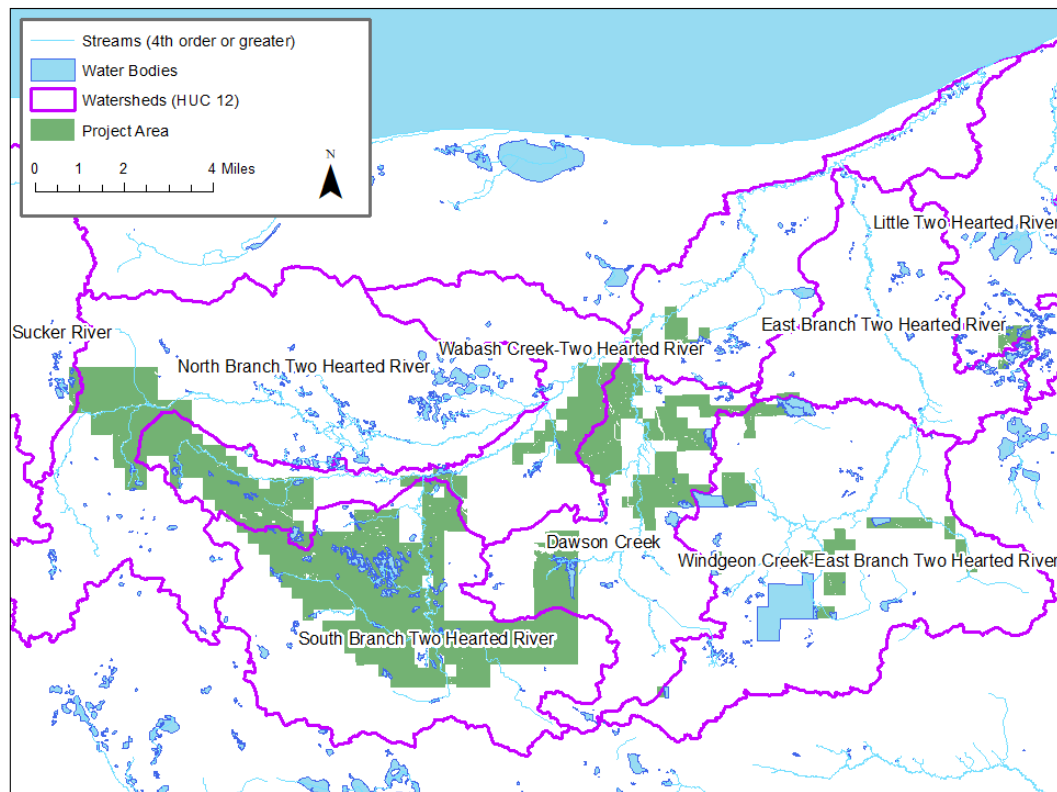 Streams (4th order or greater)
Water Bodies
Watersheds (HUC 12)
Project Area
0 1 2 4 Miles
N
Little Two Hearted River
Sucker River
East Branch Two Hearted River
Wabash Creek-Two Hearted River
North Branch Two Hearted River
Dawson Creek
Windgeon Creek-East Branch Two Hearted River
South Branch Two Hearted River